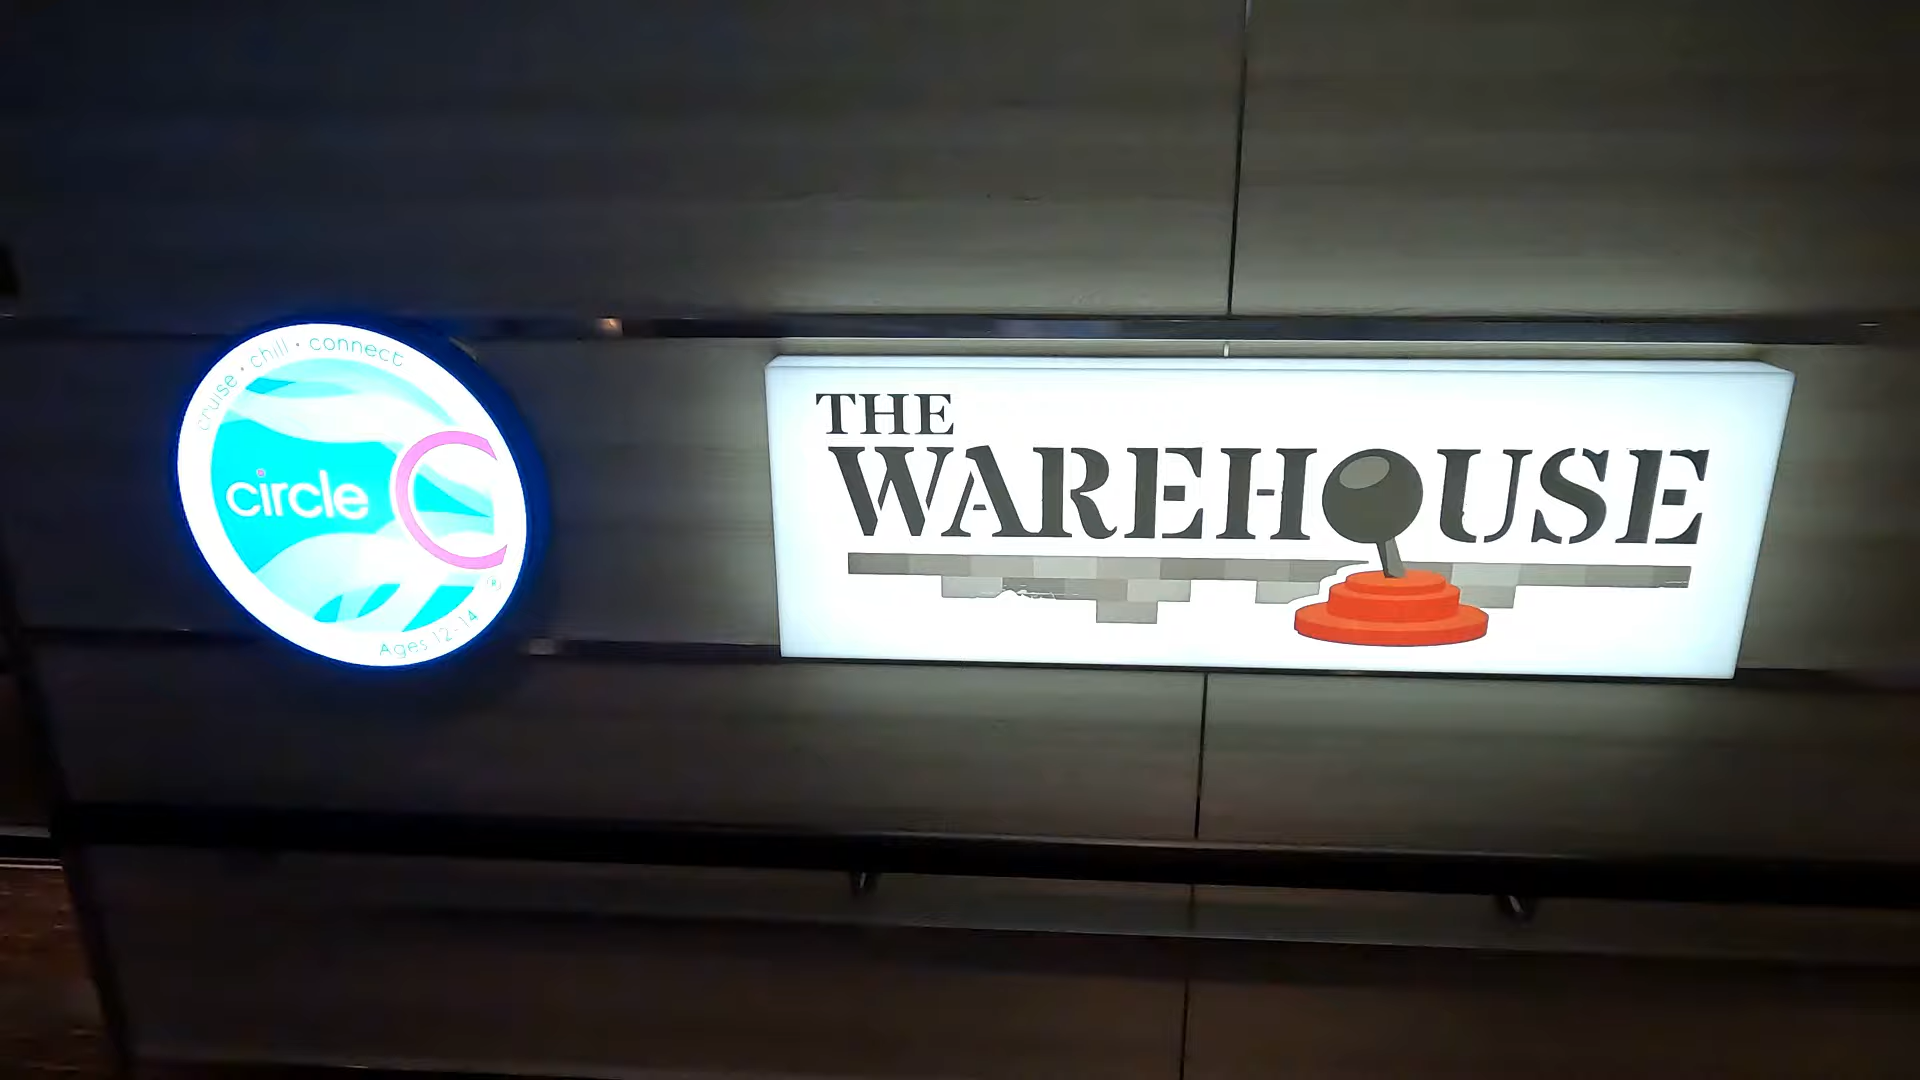 cruise • chill • connect
circle C
®
Ages 12-14
THE
WAREHOUSE